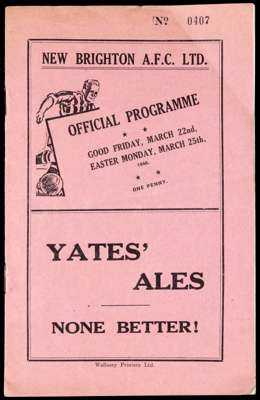 No 0407
NEW BRIGHTON A.F.C. LTD.
OFFICIAL PROGRAMME
GOOD FRIDAY, MARCH 22nd,
EASTER MONDAY, MARCH 25th,
1940.
ONE PENNY.
YATES'
ALES
NONE BETTER!
Wallasey Printers Ltd.